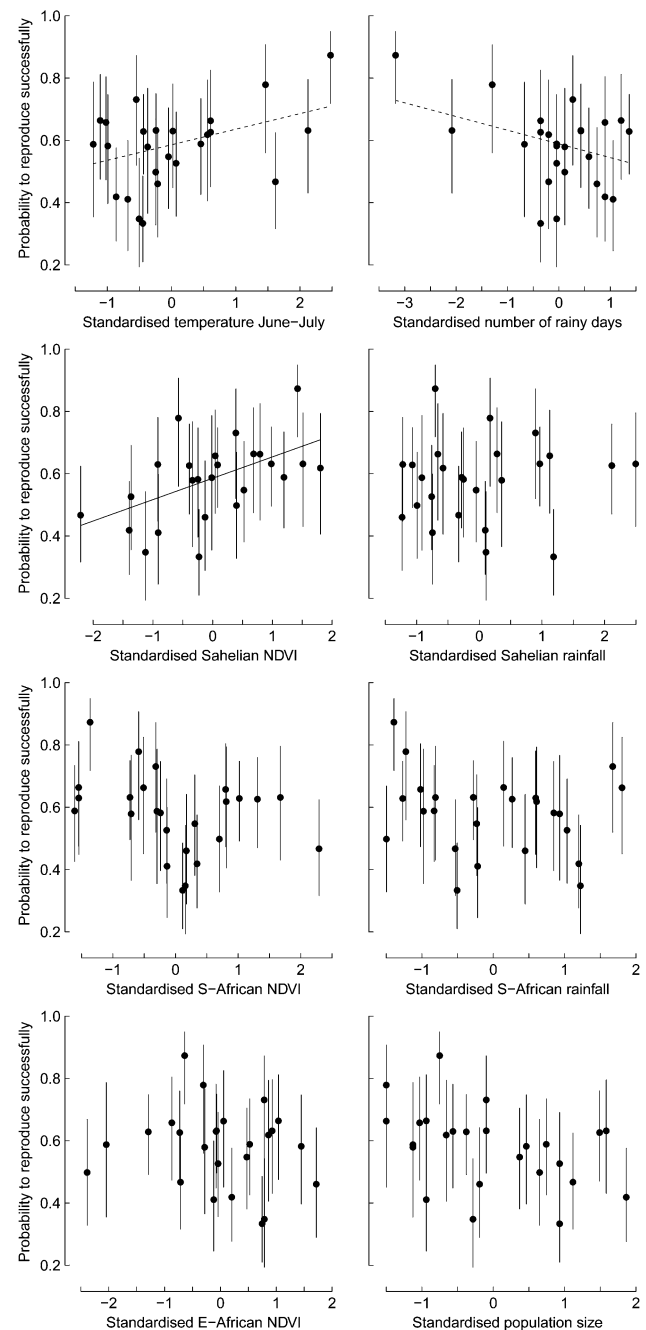 Probability to reproduce successfully
1.0
0.8
0.6
0.4
0.2
−1 0 1 2
Standardised temperature June−July
−3 −2 −1 0 1
Standardised number of rainy days
Probability to reproduce successfully
1.0
0.8
0.6
0.4
0.2
−2 −1 0 1 2
Standardised Sahelian NDVI
−1 0 1 2
Standardised Sahelian rainfall
Probability to reproduce successfully
1.0
0.8
0.6
0.4
0.2
−1 0 1 2
Standardised S−African NDVI
−1 0 1 2
Standardised S−African rainfall
Probability to reproduce successfully
1.0
0.8
0.6
0.4
0.2
−2 −1 0 1 2
Standardised E−African NDVI
−1 0 1 2
Standardised population size